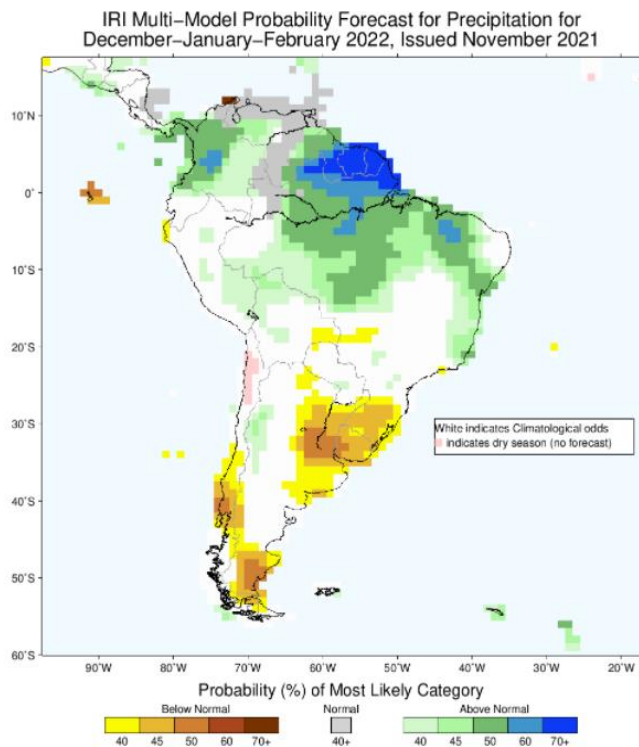 IRI Multi-Model Probability Forecast for Precipitation for
December-January-February 2022, Issued November 2021
10°N
0°
10°S
20°S
30°S
40°S
50°S
60°S
White indicates Climatological odds
indicates dry season (no forecast)
90°W 80°W 70°W 60°W 50°W 40°W 30°W 20°W
Probability (%) of Most Likely Category
Below Normal Normal Above Normal
40 45 50 60 70+ 40+ 40 45 50 60 70+